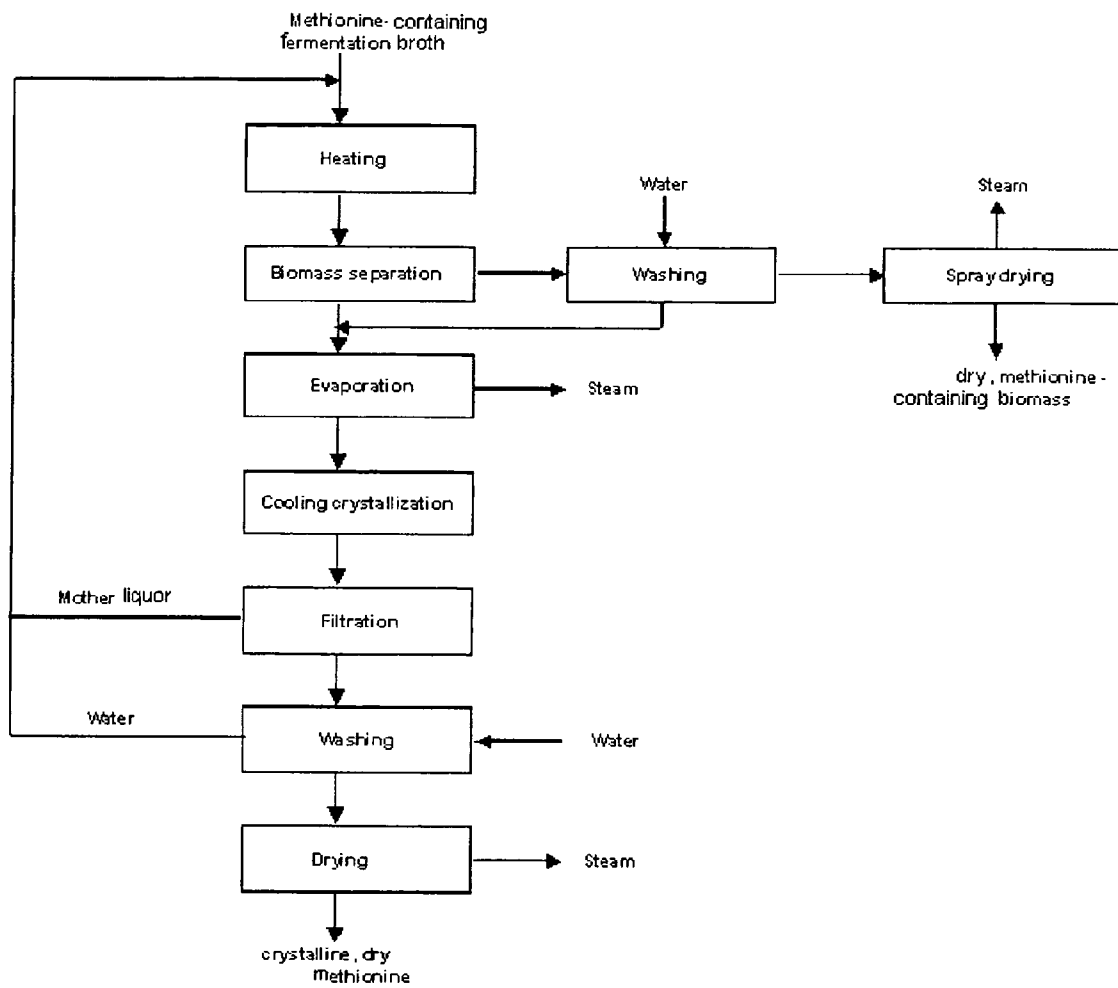 Methionine-containing
fermentation broth
Heating
Water
Steam
Biomass separation
Washing
Spray drying
Evaporation
Steam
dry, methionine-
containing biomass
Cooling crystallization
Mother liquor
Filtration
Water
Washing
Water
Drying
Steam
crystalline, dry
methionine